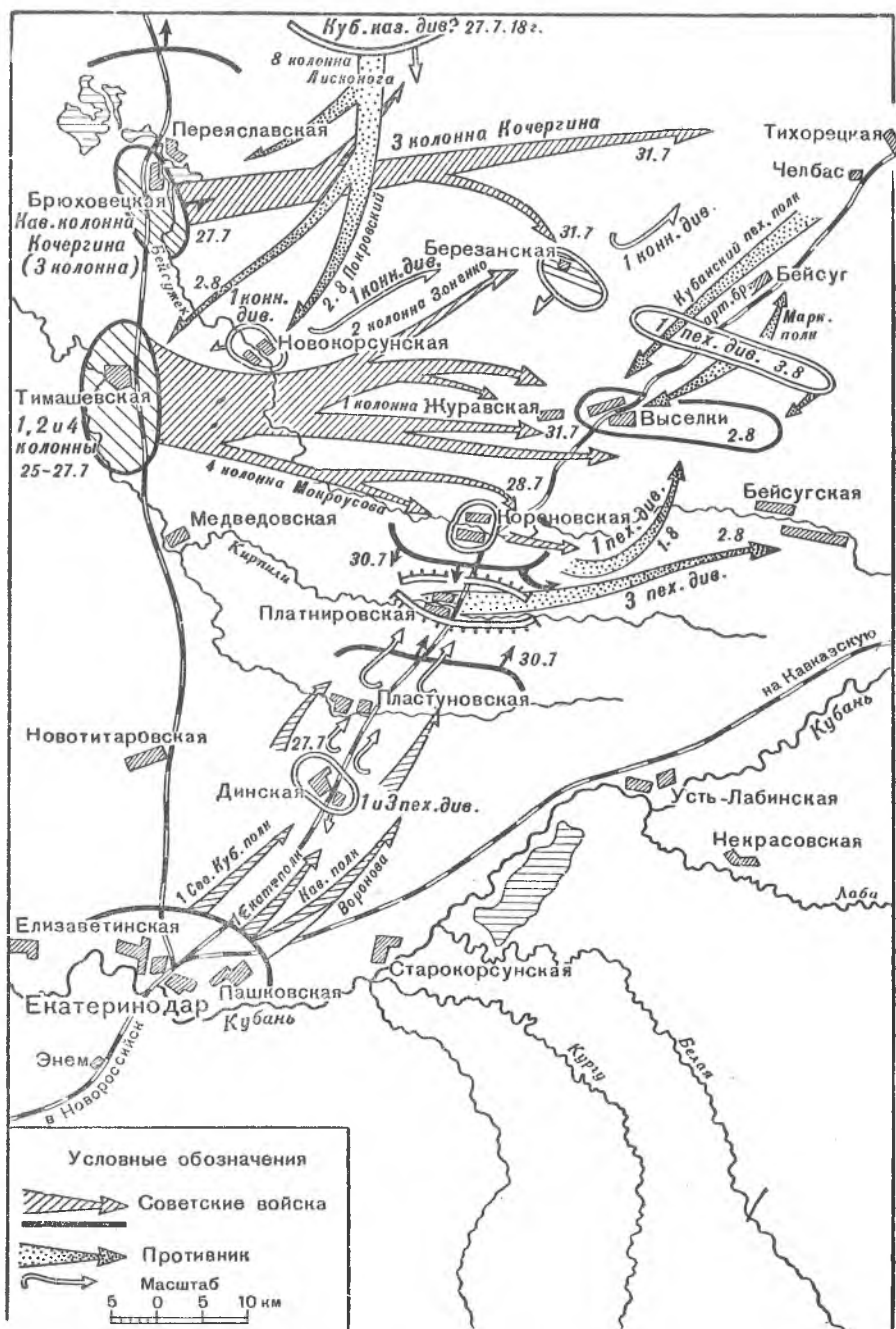 Куб. каз. див? 27.7.18 г.
8 колонна
Лисконога
Переяславская
3 колонна Кочергина
31.7
Тихорецкая
Челбас
Брюховецкая
Кав. колонна
Кочергина
(3 колонна)
27.7
Бейсужек
31.7
Березанская
1 конн. див.
Кубанский пех. полк
арт. бр.
Бейсуг
Марк.
полк
2.8
2.8 Покровский
1 конн.
див.
1 конн. див.
2 колонна Зоненко
Новокорсунская
1 пех. див. 3.8
Тимашевская
1, 2 и 4
колонны
25-27.7
1 колонна Журавская
31.7
Выселки
2.8
4 колонна Мокроусова
28.7
Медведовская
Кирпили
Кореновская
30.7
1 пех. див.
1.8
Бейсугская
2.8
3 пех. див.
Платнировская
30.7
на Кавказскую
Пластуновская
Кубань
Новотитаровская
27.7
Динская
1 и 3 пех. див.
Усть-Лабинская
Некрасовская
Лаба
1 Сев. Куб. полк
1 Екат. полк
Кав. полк
Воронова
Елизаветинская
Старокорсунская
Екатеринодар
Пашковская
Кубань
Энем
в Новороссийск
Кургу
Белая
Условные обозначения
Советские войска
Противник
Масштаб
5 0 5 10 км